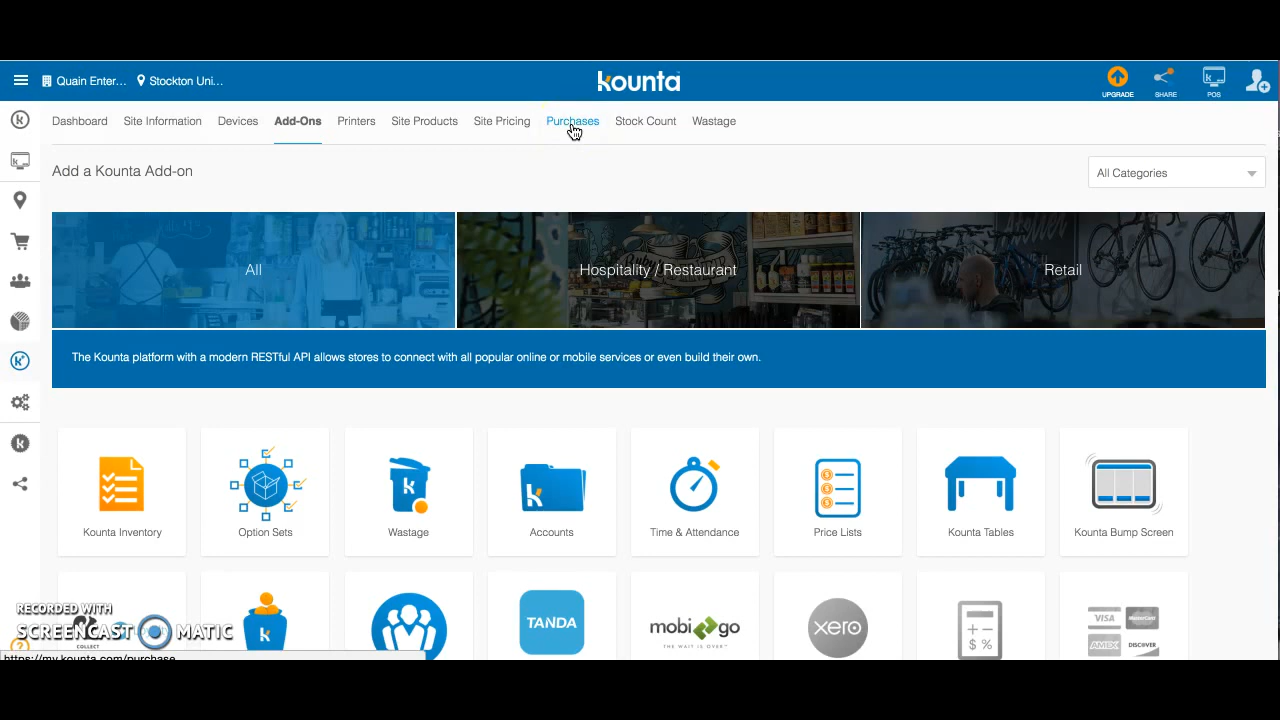 Quain Enter... Stockton Uni... kounta UPGRADE SHARE POS
Dashboard Site Information Devices Add-Ons Printers Site Products Site Pricing Purchases Stock Count Wastage
Add a Kounta Add-on
All Categories
All Hospitality / Restaurant Retail
The Kounta platform with a modern RESTful API allows stores to connect with all popular online or mobile services or even build their own.
Kounta Inventory Option Sets Wastage Accounts Time & Attendance Price Lists Kounta Tables Kounta Bump Screen
RECORDED WITH
SCREENCAST MATIC
COLLECT
TANDA
mobi go
THE WAIT IS OVER
xero
VISA MasterCard
AMEX DISCOVER
https://my.kounta.com/purchase